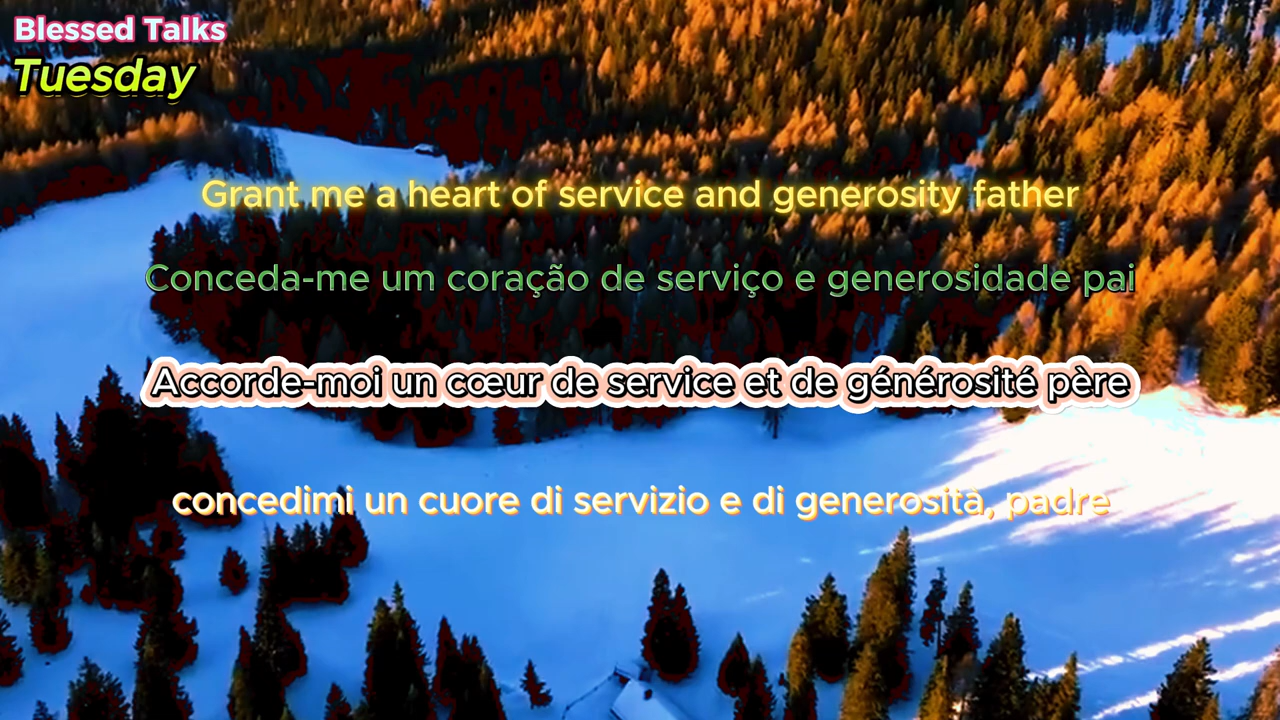 Blessed Talks
Tuesday
Grant me a heart of service and generosity father
Conceda-me um coração de serviço e generosidade pai
Accorde-moi un cœur de service et de générosité père
concedimi un cuore di servizio e di generosità, padre